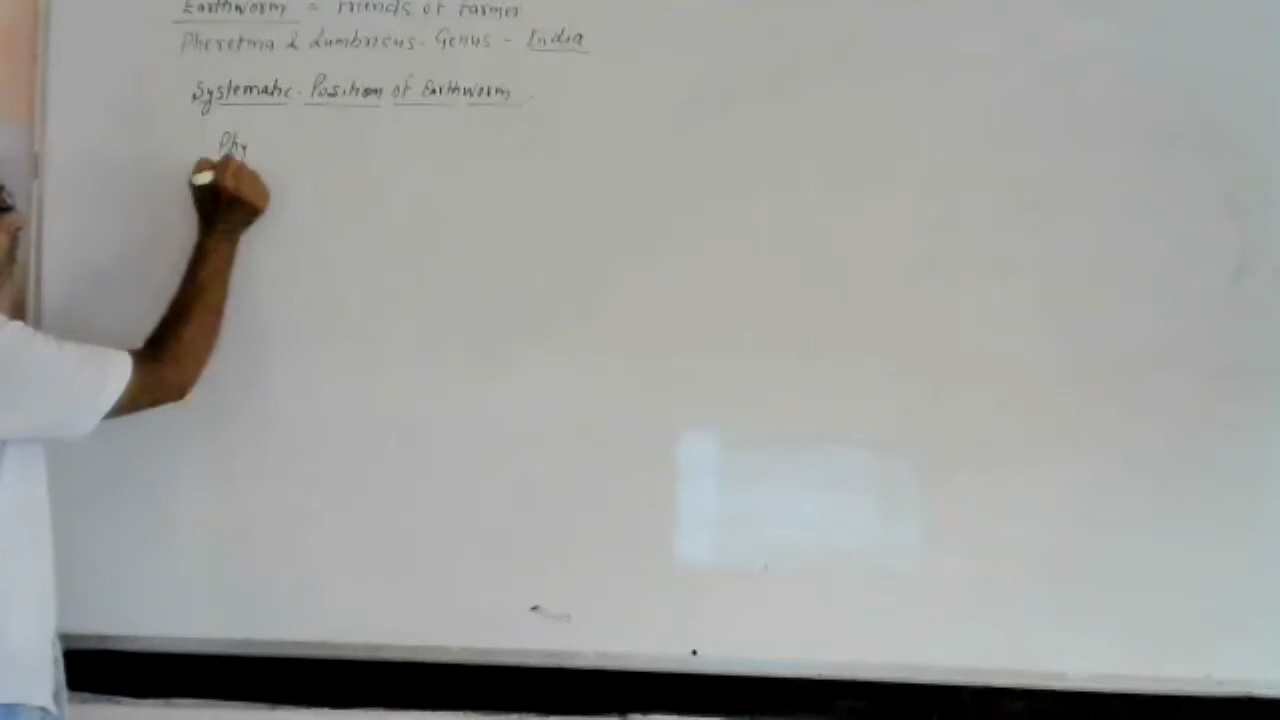 Earthworm = Friends of Farmer
Pheretima & Lumbricus - Genus - India
Systematic Position of Earthworm
Phy